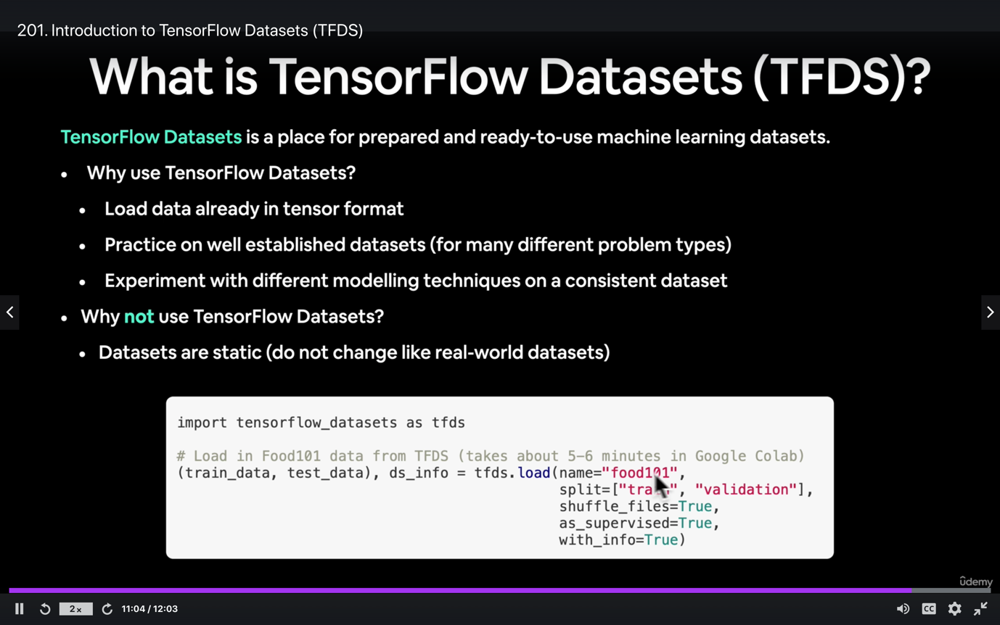 201. Introduction to TensorFlow Datasets (TFDS)
What is TensorFlow Datasets (TFDS)?
TensorFlow Datasets is a place for prepared and ready-to-use machine learning datasets.
• Why use TensorFlow Datasets?
• Load data already in tensor format
• Practice on well established datasets (for many different problem types)
• Experiment with different modelling techniques on a consistent dataset
• Why not use TensorFlow Datasets?
• Datasets are static (do not change like real-world datasets)
import tensorflow_datasets as tfds
# Load in Food101 data from TFDS (takes about 5-6 minutes in Google Colab)
(train_data, test_data), ds_info = tfds.load(name="food101",
split=["train", "validation"],
shuffle_files=True,
as_supervised=True,
with_info=True)
ûdemy
2x
11:04 / 12:03
CC